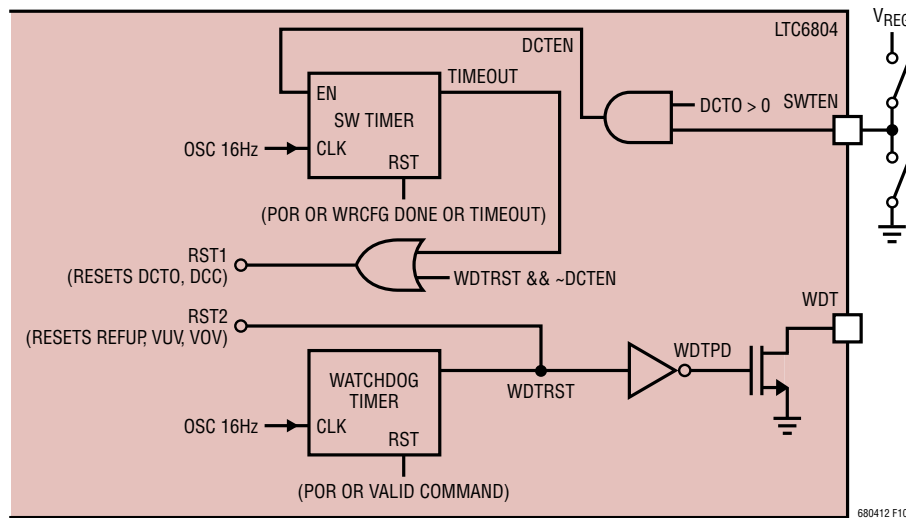 LTC6804
VREG
DCTEN
TIMEOUT
EN
DCTO > 0
SWTEN
SW TIMER
OSC 16Hz
CLK
RST
(POR OR WRCFG DONE OR TIMEOUT)
RST1
(RESETS DCTO, DCC)
WDTRST && ~DCTEN
RST2
(RESETS REFUP, VUV, VOV)
WDT
WATCHDOG
TIMER
WDTPD
WDTRST
OSC 16Hz
CLK
RST
(POR OR VALID COMMAND)